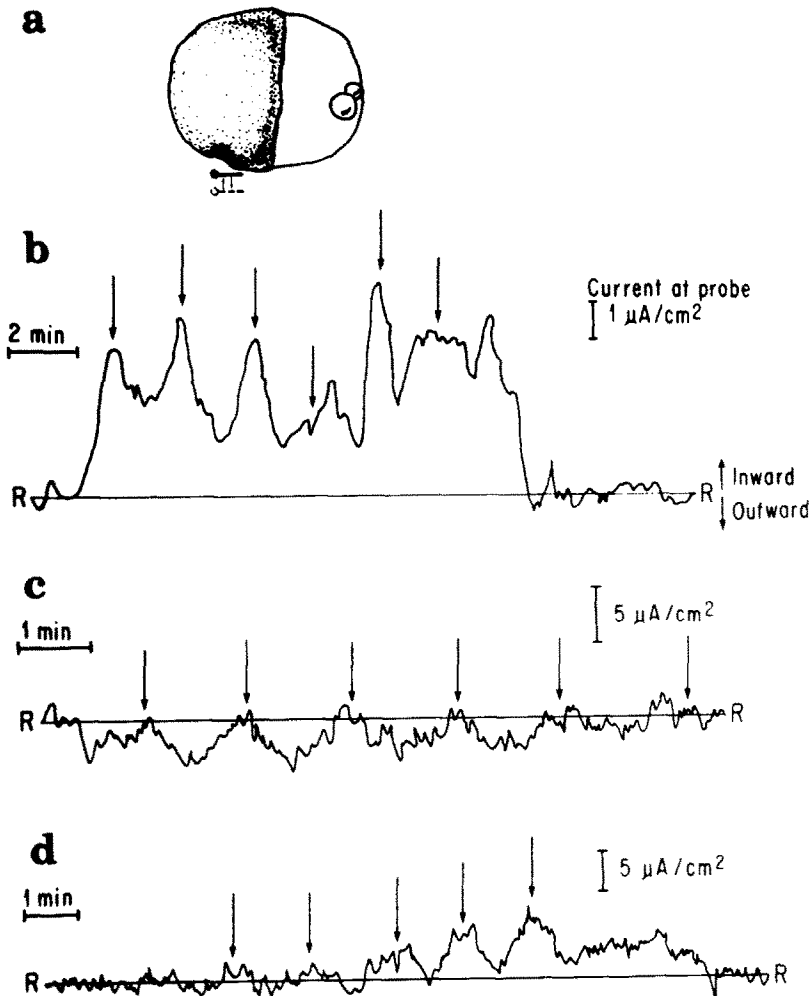 a
b
Current at probe
1 µA/cm2
2 min
R
R
Inward
Outward
c
5 µA/cm2
1 min
R
R
d
5 µA/cm2
1 min
R
R